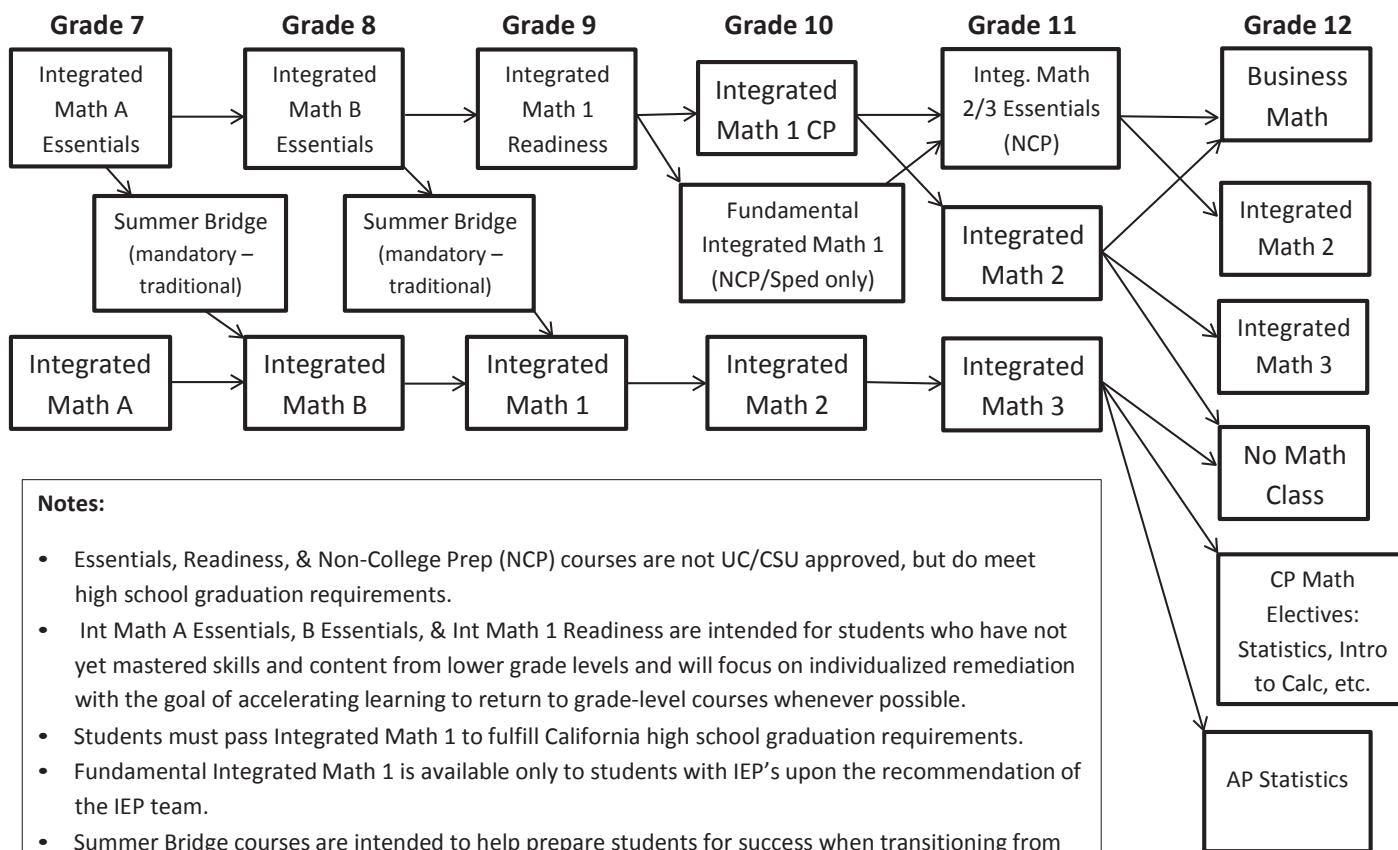 Grade 7
Grade 8
Grade 9
Grade 10
Grade 11
Grade 12
Integrated
Math A
Essentials
Integrated
Math B
Essentials
Integrated
Math 1
Readiness
Integrated
Math 1 CP
Integ. Math
2/3 Essentials
(NCP)
Business
Math
Summer Bridge
(mandatory –
traditional)
Summer Bridge
(mandatory –
traditional)
Fundamental
Integrated Math 1
(NCP/Sped only)
Integrated
Math 2
Integrated
Math 2
Integrated
Math 3
Integrated
Math A
Integrated
Math B
Integrated
Math 1
Integrated
Math 2
Integrated
Math 3
No Math
Class
CP Math
Electives:
Statistics, Intro
to Calc, etc.
AP Statistics
Notes:
• Essentials, Readiness, & Non-College Prep (NCP) courses are not UC/CSU approved, but do meet
high school graduation requirements.
• Int Math A Essentials, B Essentials, & Int Math 1 Readiness are intended for students who have not
yet mastered skills and content from lower grade levels and will focus on individualized remediation
with the goal of accelerating learning to return to grade-level courses whenever possible.
• Students must pass Integrated Math 1 to fulfill California high school graduation requirements.
• Fundamental Integrated Math 1 is available only to students with IEP's upon the recommendation of
the IEP team.
• Summer Bridge courses are intended to help prepare students for success when transitioning from